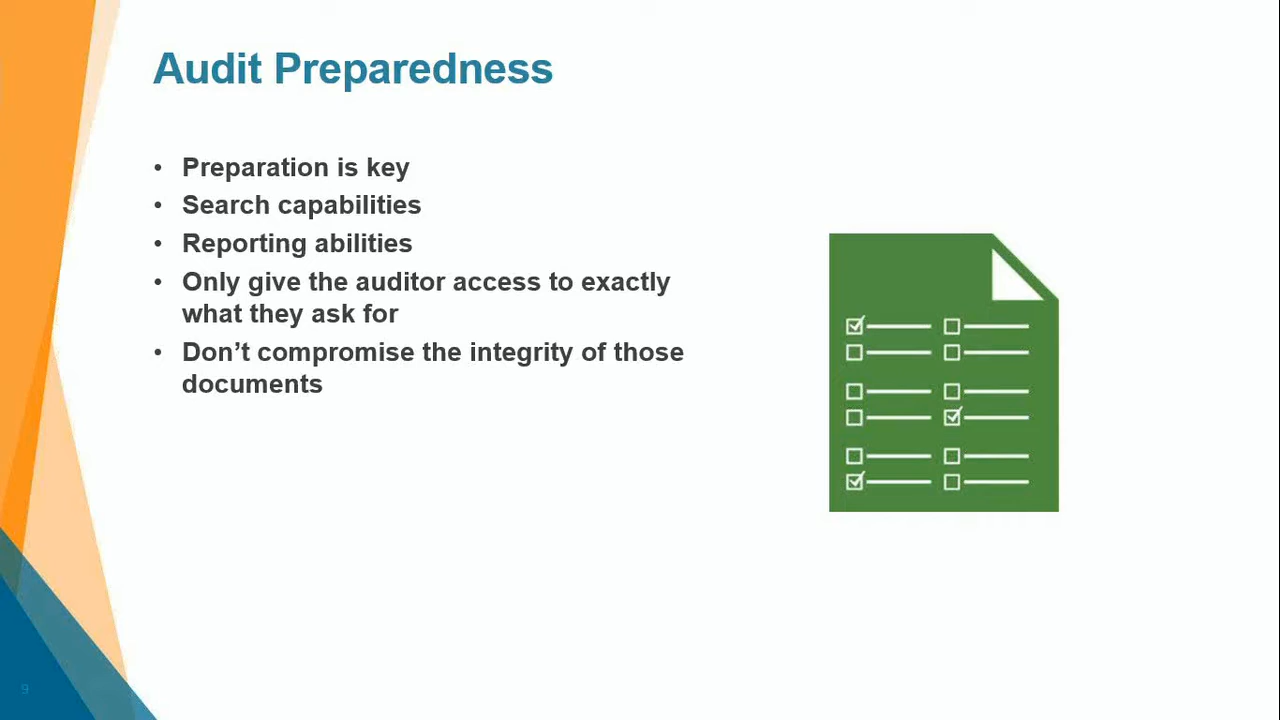 Audit Preparedness
• Preparation is key
• Search capabilities
• Reporting abilities
• Only give the auditor access to exactly
what they ask for
• Don’t compromise the integrity of those
documents
9